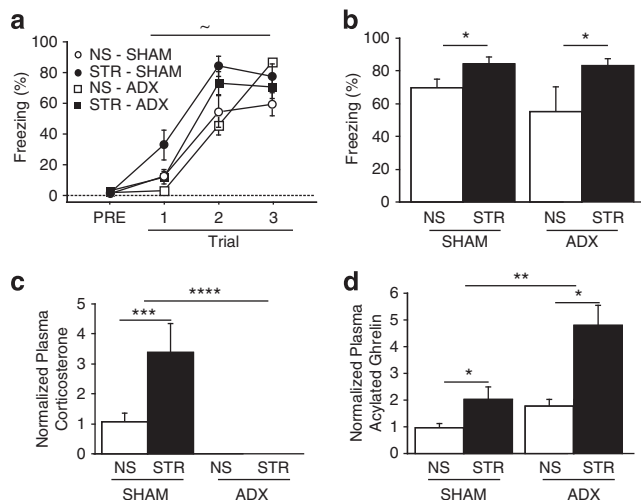 a
~
Freezing (%)
100
80
60
40
20
0
NS - SHAM
STR - SHAM
NS - ADX
STR - ADX
PRE 1 2 3
Trial
b
Freezing (%)
100
80
60
40
20
0
* *
NS STR NS STR
SHAM ADX
c
Normalized Plasma
Corticosterone
5
4
3
2
1
0
****
***
NS STR NS STR
SHAM ADX
d
Normalized Plasma
Acylated Ghrelin
6
5
4
3
2
1
0
**
*
*
NS STR NS STR
SHAM ADX